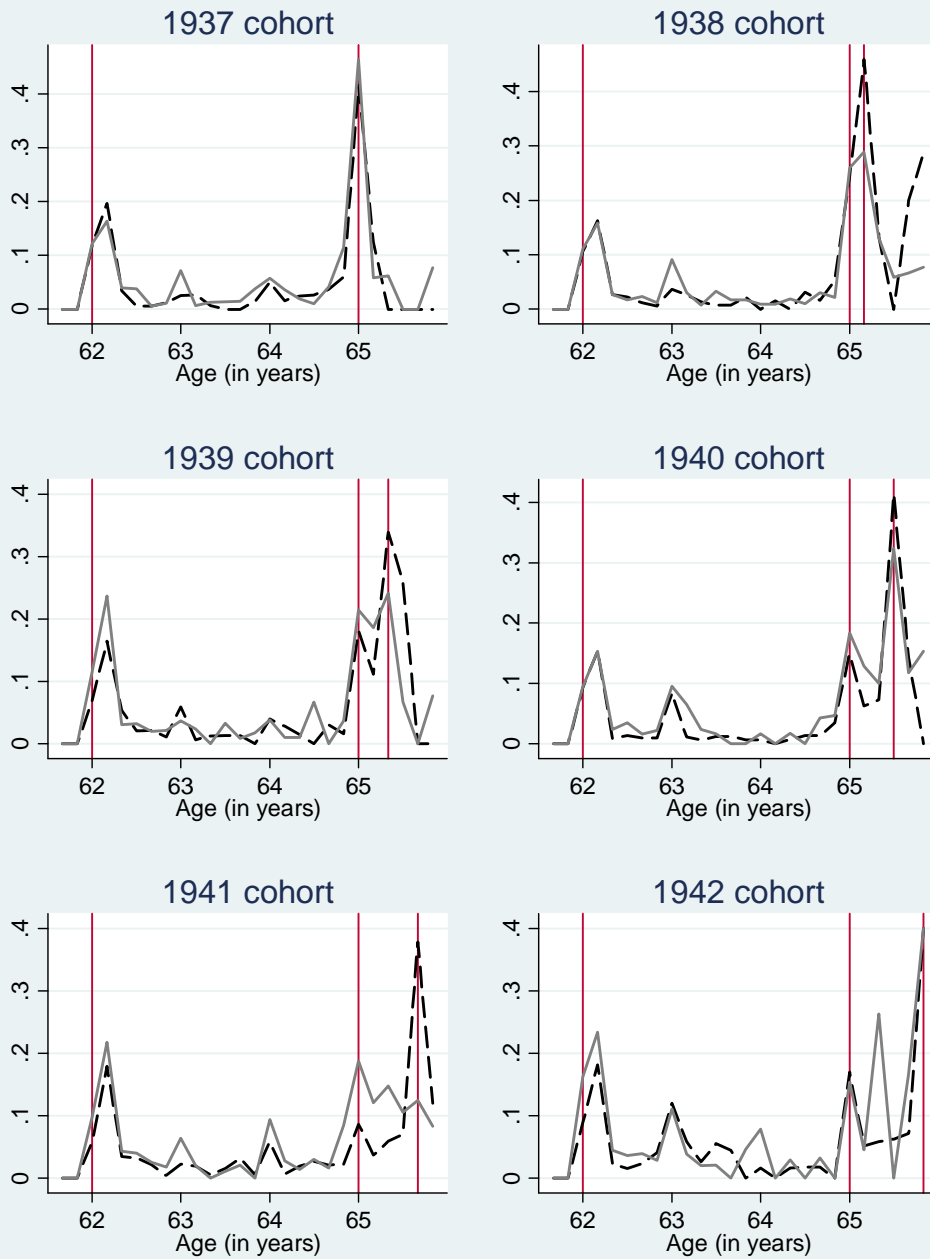 1937 cohort
0 .1 .2 .3 .4
62 63 64 65
Age (in years)
1938 cohort
0 .1 .2 .3 .4
62 63 64 65
Age (in years)
1939 cohort
0 .1 .2 .3 .4
62 63 64 65
Age (in years)
1940 cohort
0 .1 .2 .3 .4
62 63 64 65
Age (in years)
1941 cohort
0 .1 .2 .3 .4
62 63 64 65
Age (in years)
1942 cohort
0 .1 .2 .3 .4
62 63 64 65
Age (in years)